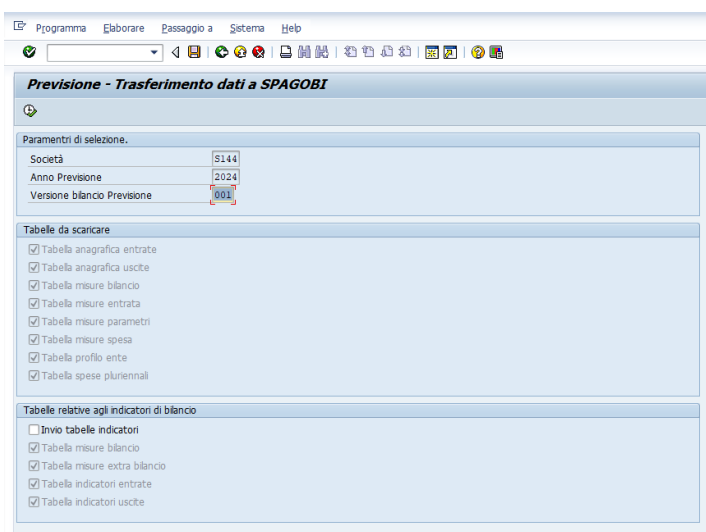 Programma Elaborare Passaggio a Sistema Help
Previsione - Trasferimento dati a SPAGOBI
Paramentri di selezione.
Società S144
Anno Previsione 2024
Versione bilancio Previsione 001
Tabelle da scaricare
Tabella anagrafica entrate
Tabella anagrafica uscite
Tabella misure bilancio
Tabella misure entrata
Tabella misure parametri
Tabella misure spesa
Tabella profilo ente
Tabella spese pluriennali
Tabelle relative agli indicatori di bilancio
Invio tabelle indicatori
Tabella misure bilancio
Tabella misure extra bilancio
Tabella indicatori entrate
Tabella indicatori uscite